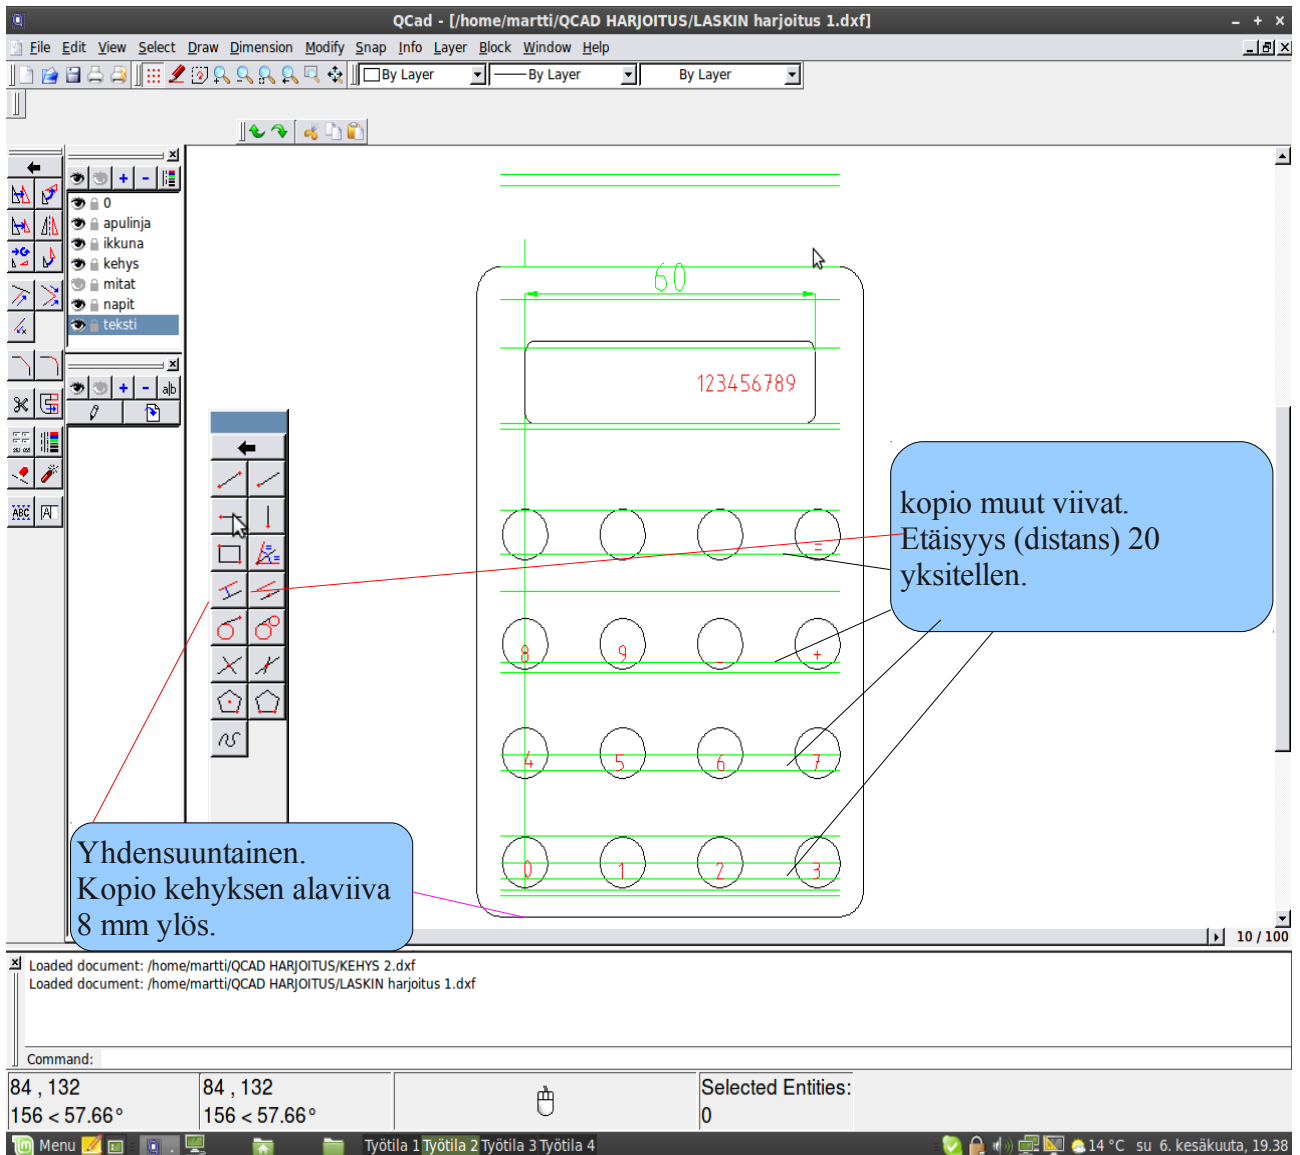 QCad - [/home/martti/QCAD HARJOITUS/LASKIN harjoitus 1.dxf]
File Edit View Select Draw Dimension Modify Snap Info Layer Block Window Help
By Layer By Layer By Layer
0
apulinja
ikkuna
kehys
mitat
napit
teksti
a|b
ABC A
60
123456789
=
8 9 - +
4 5 6 7
0 1 2 3
kopio muut viivat.
Etäisyys (distans) 20
yksitellen.
Yhdensuuntainen.
Kopio kehyksen alaviiva
8 mm ylös.
10 / 100
Loaded document: /home/martti/QCAD HARJOITUS/KEHYS 2.dxf
Loaded document: /home/martti/QCAD HARJOITUS/LASKIN harjoitus 1.dxf
Command:
84 , 132 84 , 132 Selected Entities:
156 < 57.66° 156 < 57.66° 0
Menu Työtila 1 Työtila 2 Työtila 3 Työtila 4 14 °C su 6. kesäkuuta, 19.38